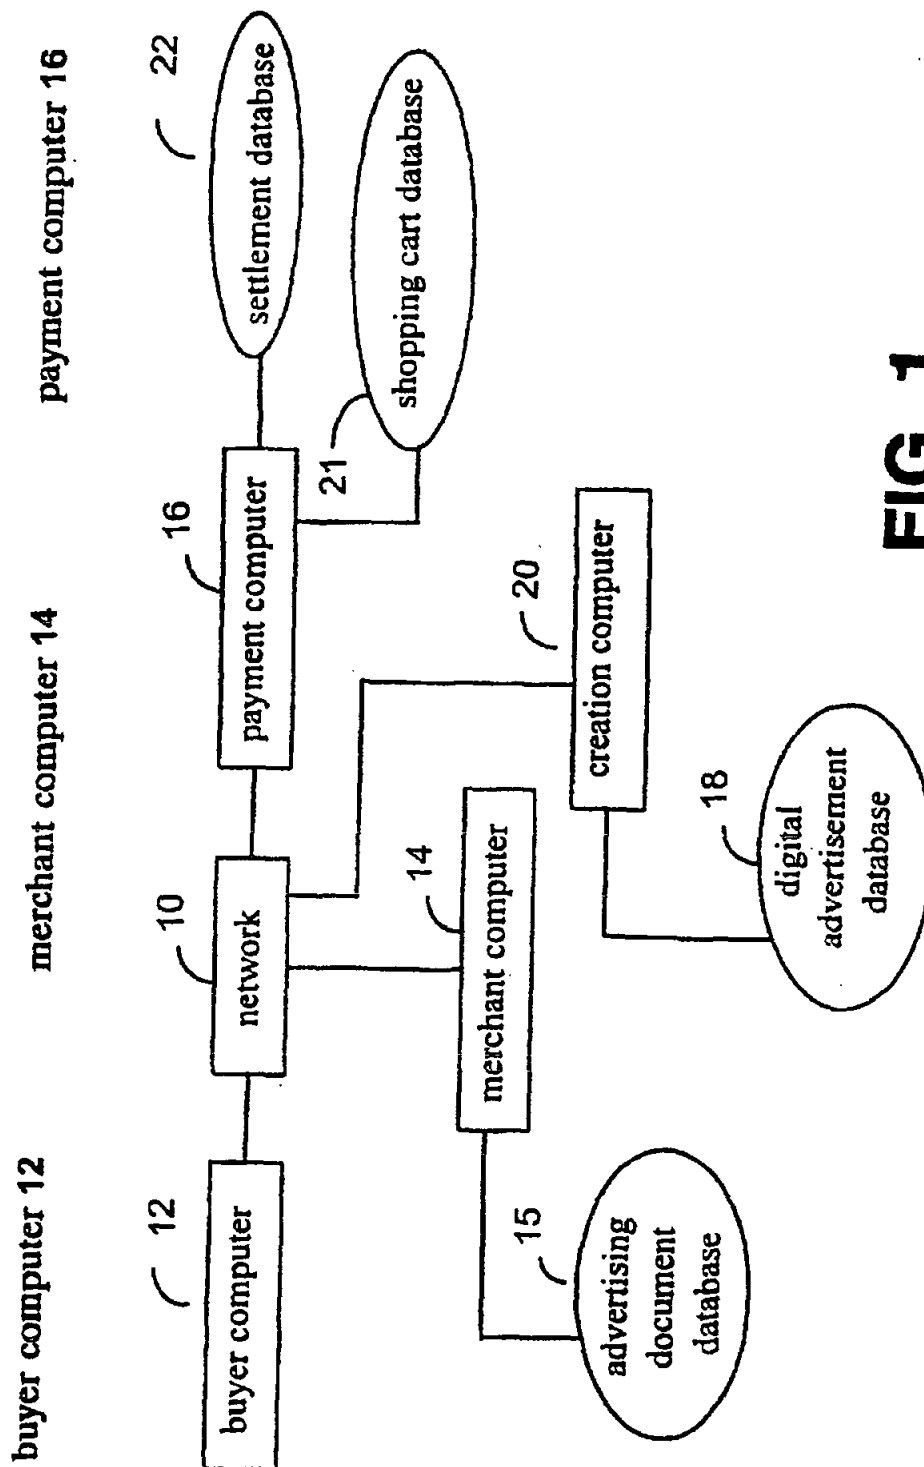 buyer computer 12
merchant computer 14
payment computer 16
12
buyer computer
10
network
16
payment computer
22
settlement database
21
shopping cart database
14
merchant computer
15
advertising
document
database
20
creation computer
18
digital
advertisement
database
FIG. 1